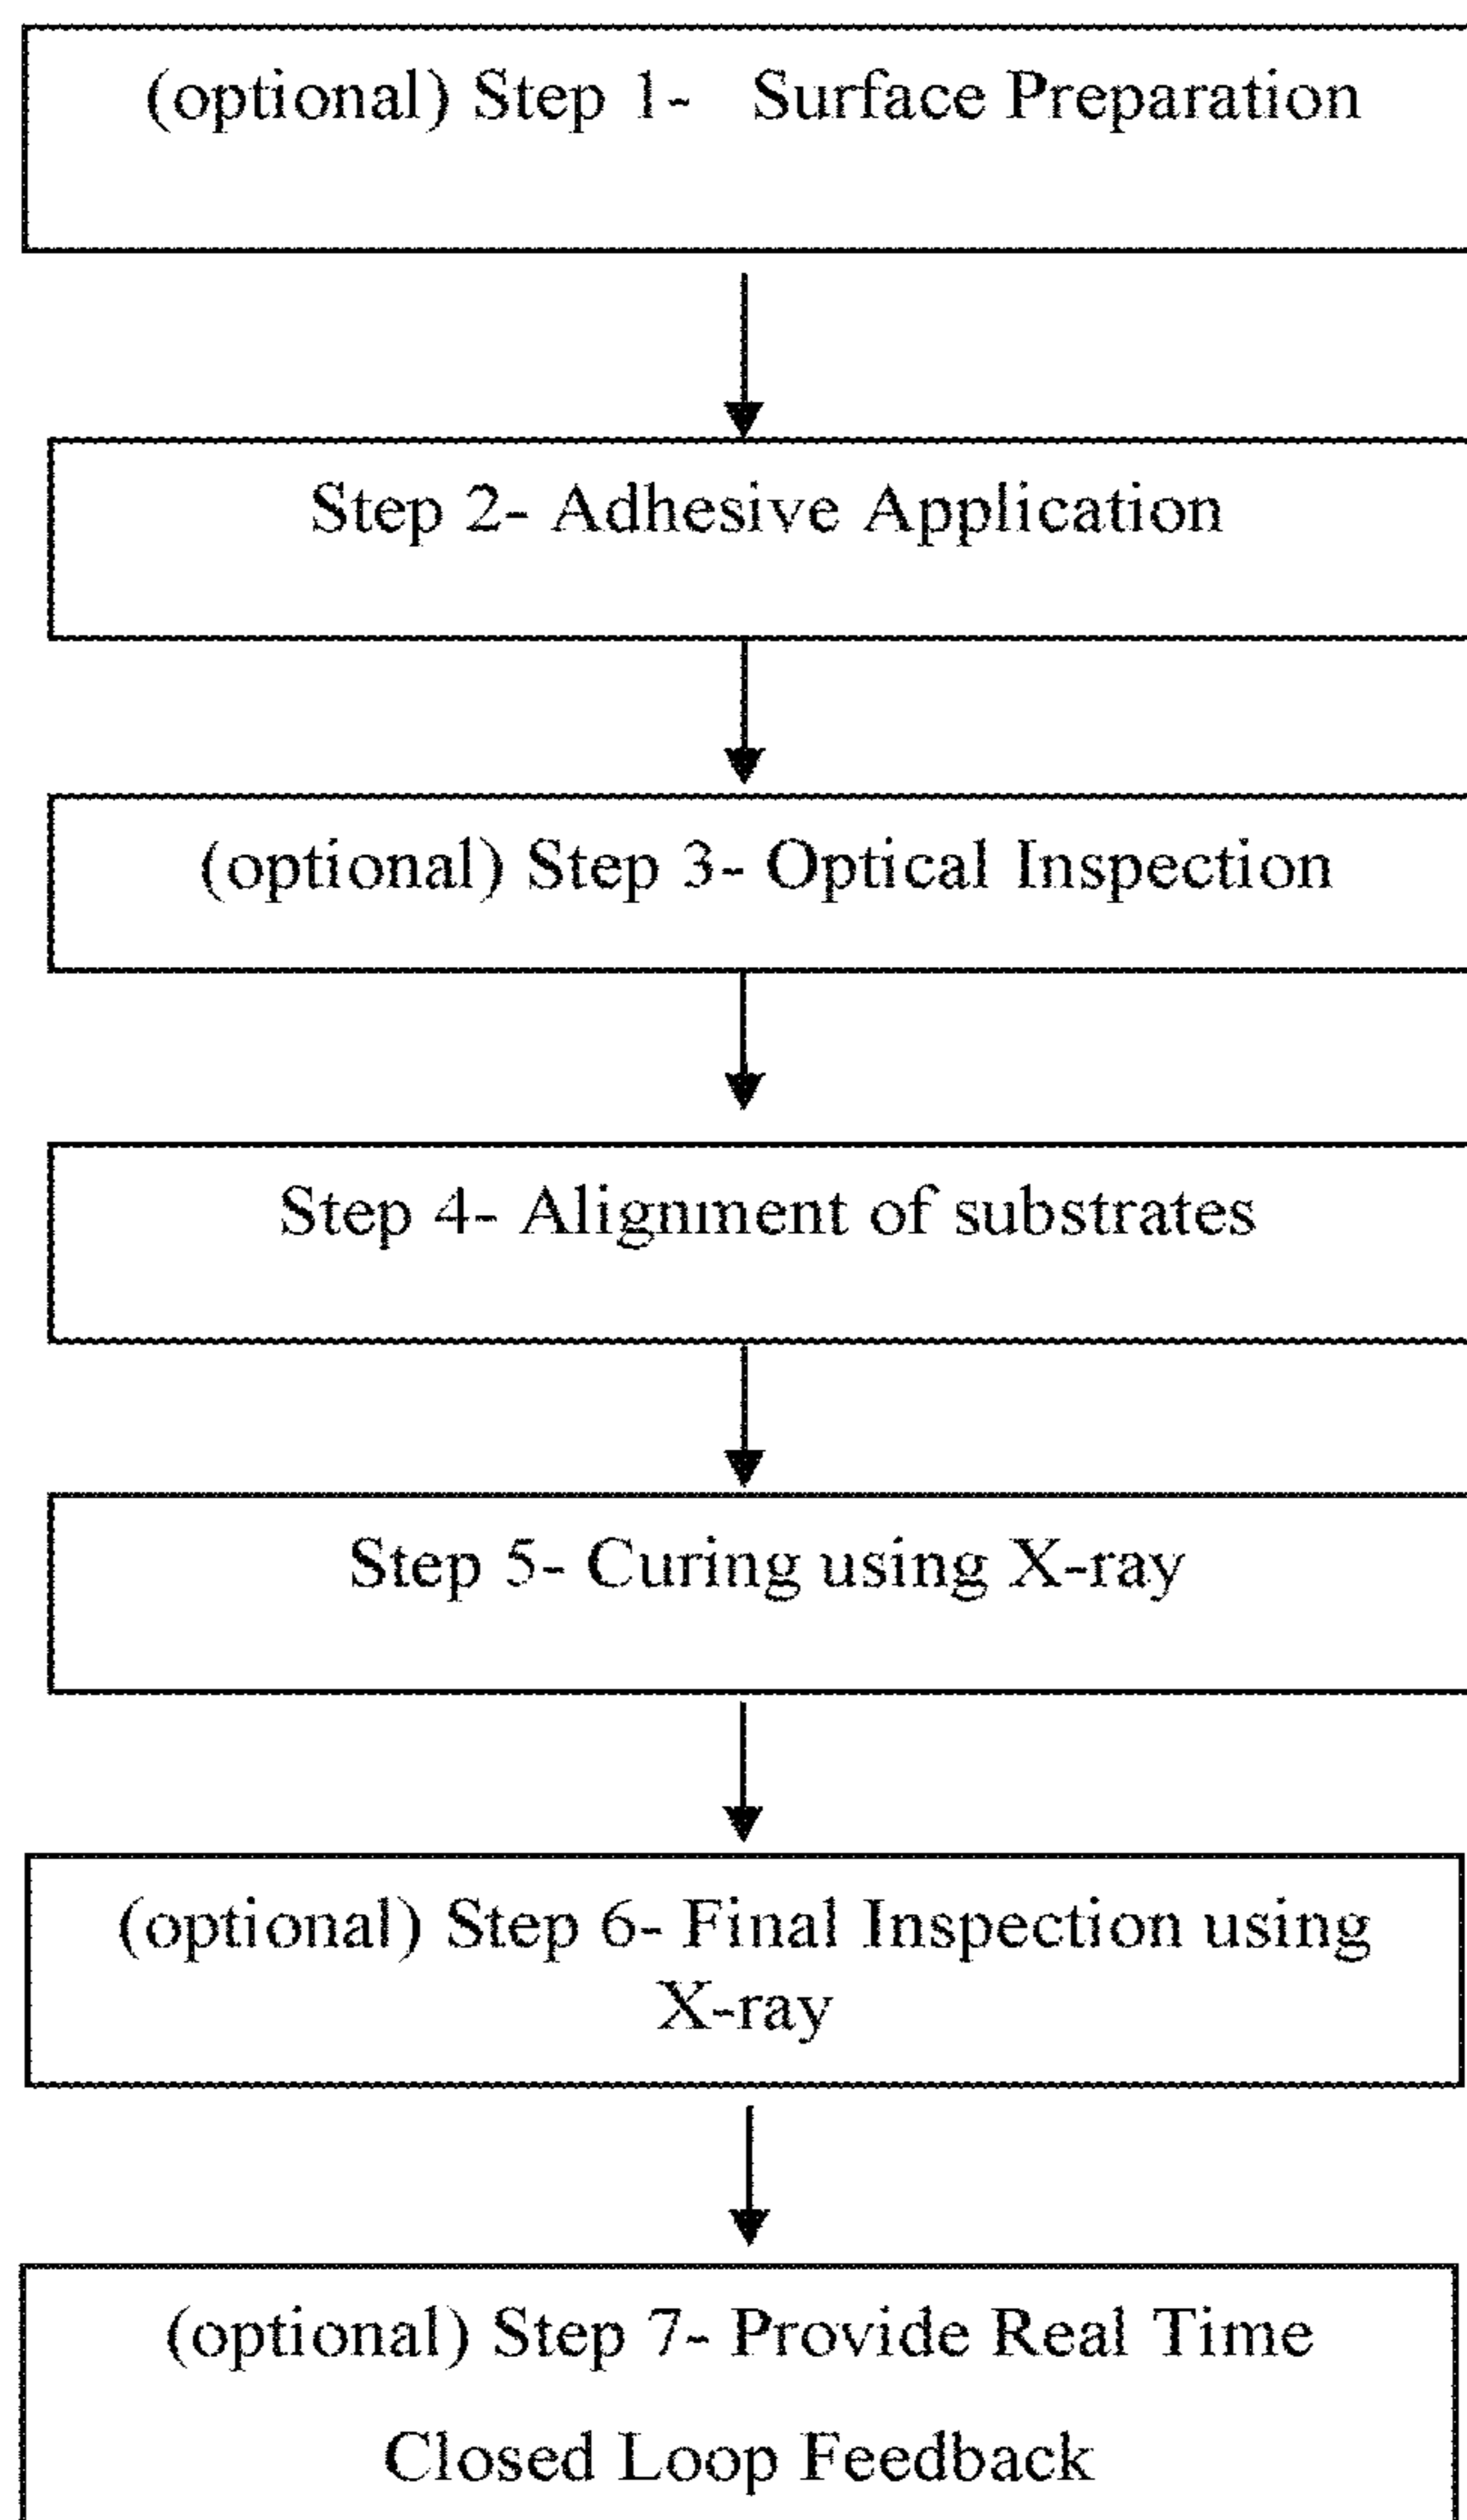 (optional) Step 1- Surface Preparation
Step 2- Adhesive Application
(optional) Step 3- Optical Inspection
Step 4- Alignment of substrates
Step 5- Curing using X-ray
(optional) Step 6- Final Inspection using
X-ray
(optional) Step 7- Provide Real Time
Closed Loop Feedback